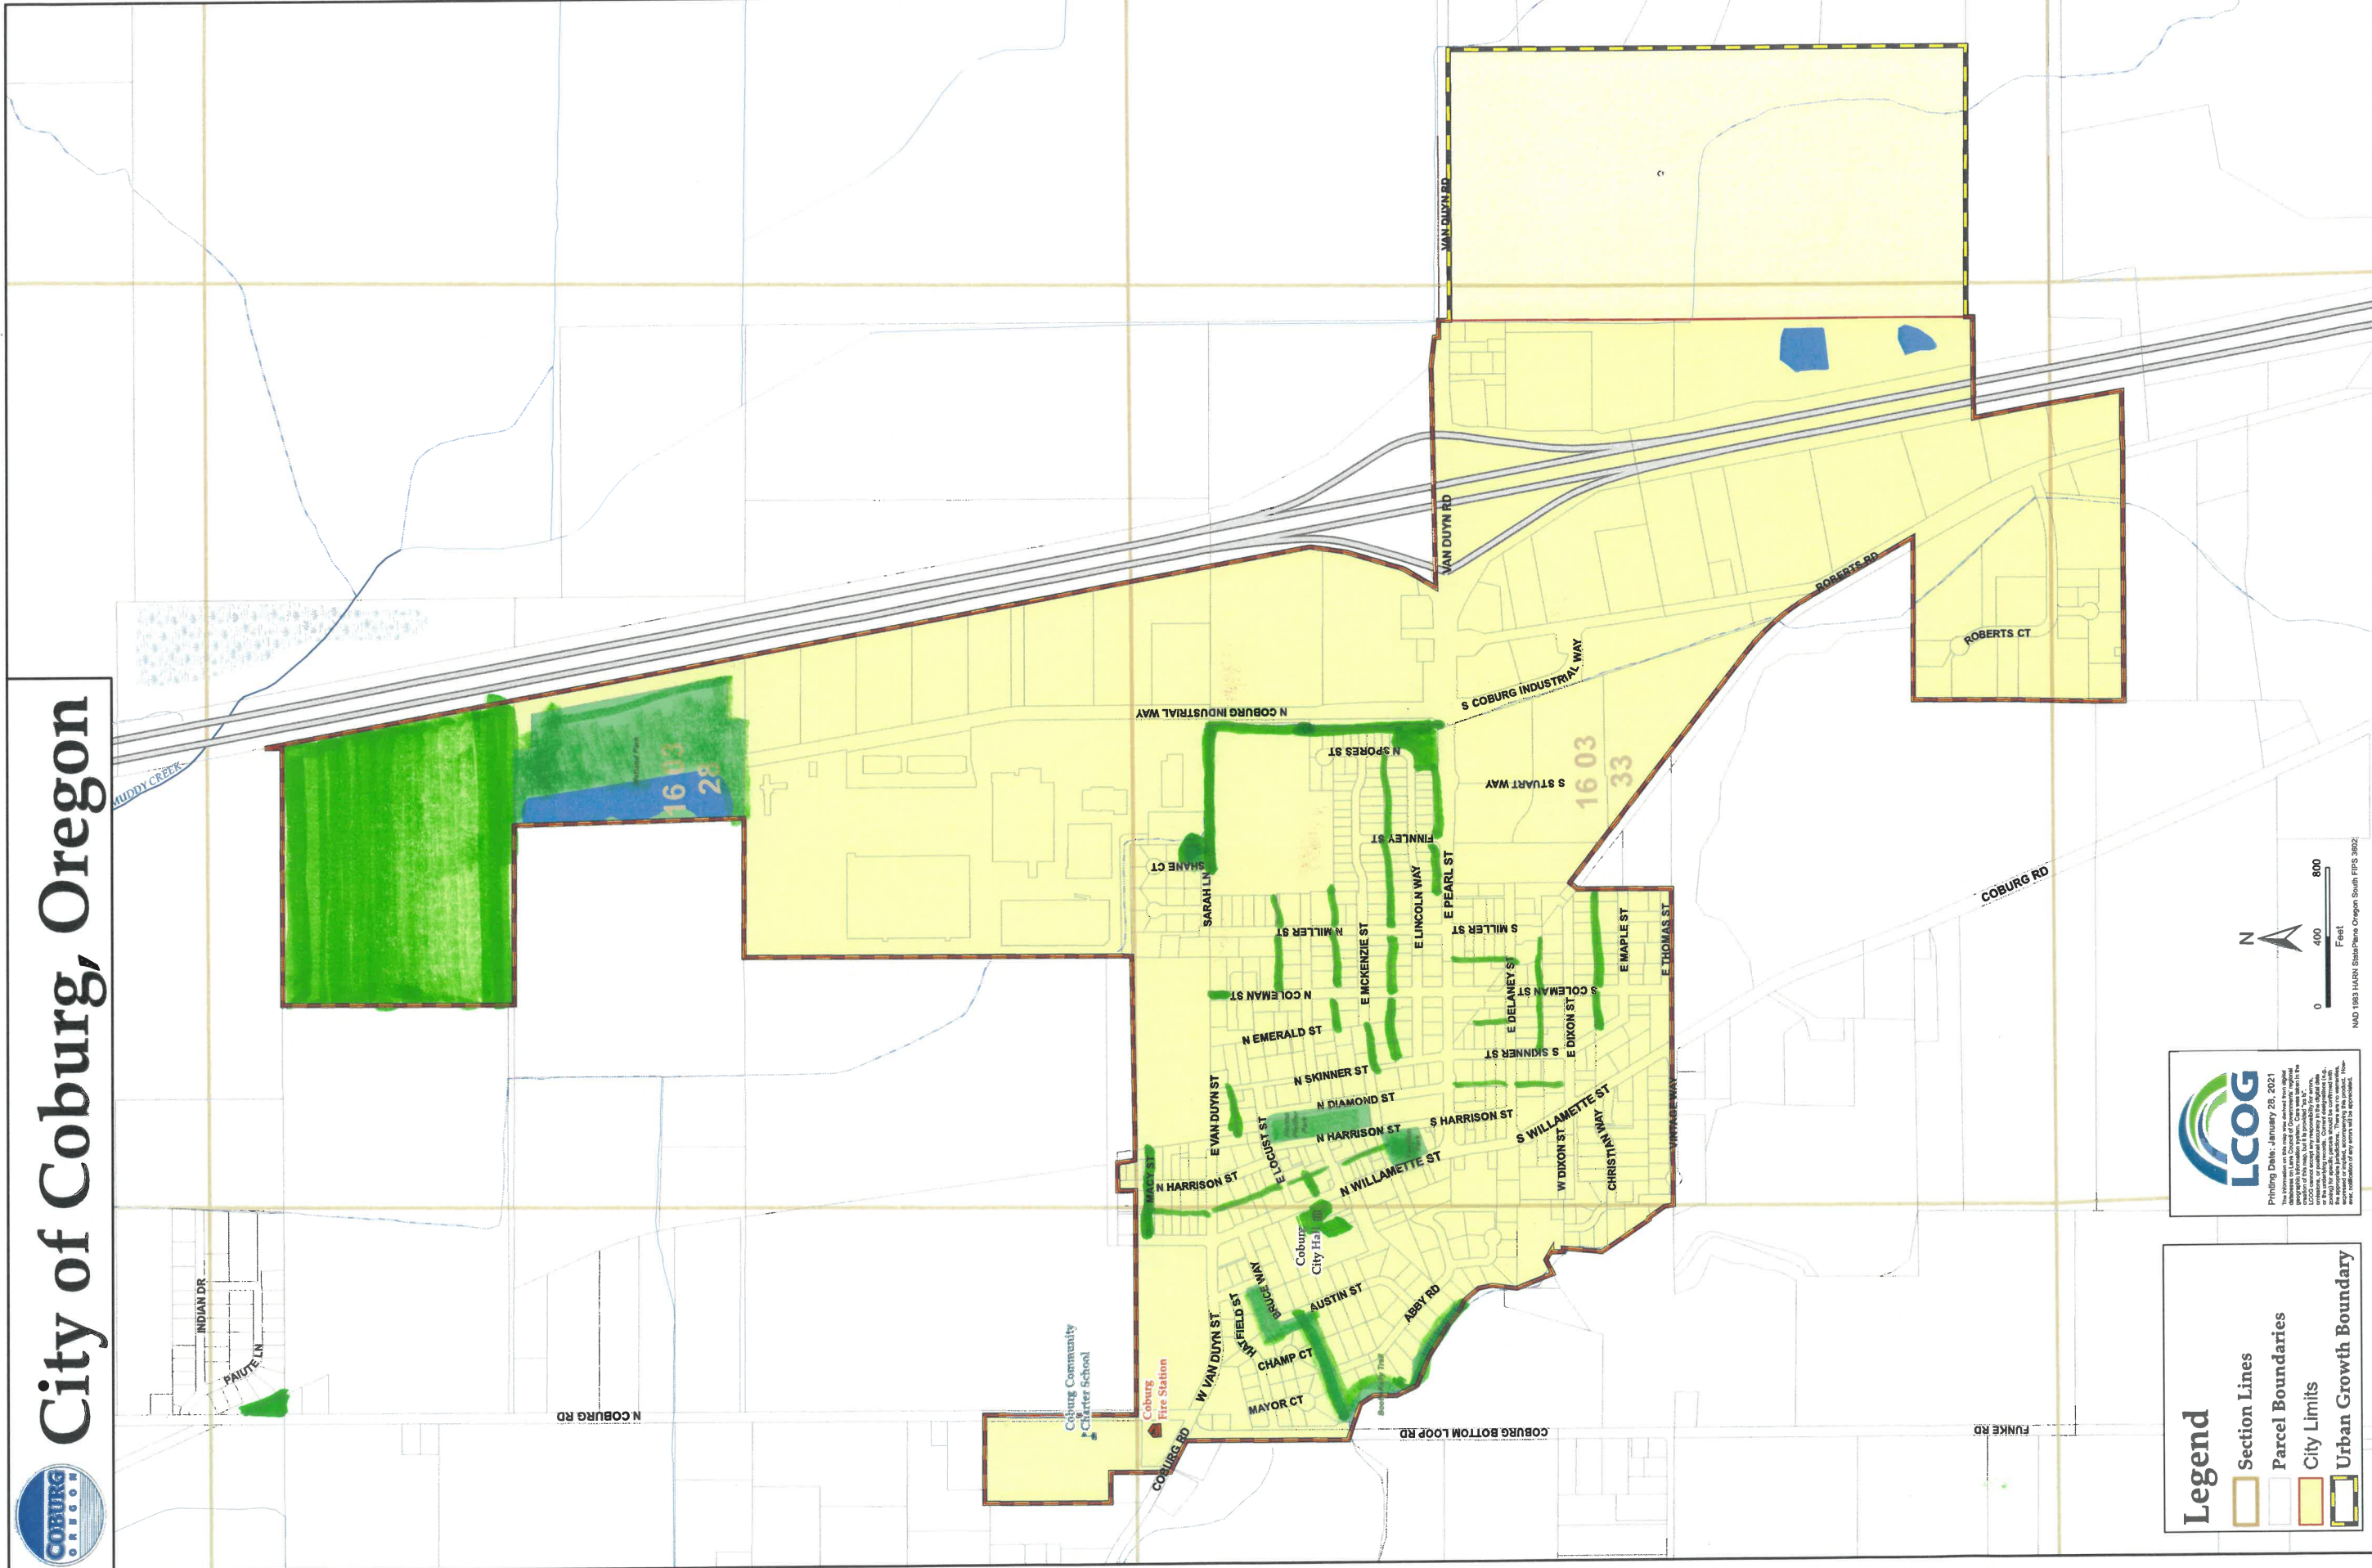 City of Coburg, Oregon
COBURG
OREGON
MUDDY CREEK
INDIAN DR
PAIUTE LN
N COBURG RD
16 03
28
Coburg Community
Charter School
Coburg
Fire Station
COBURG RD
W VAN DUYN ST
HATFIELD ST
BRUCE WAY
CHAMP CT
MAYOR CT
AUSTIN ST
ABBY RD
COBURG BOTTOM LOOP RD
FUNKE RD
MACY ST
N HARRISON ST
E VAN DUYN ST
E LOCUST ST
Coburg
City Hall
N WILLAMETTE ST
N HARRISON ST
N DIAMOND ST
N SKINNER ST
N EMERALD ST
N COLEMAN ST
N MILLER ST
SARAH LN
SHANE CT
N COBURG INDUSTRIAL WAY
N SPORES ST
FINNLEY ST
E MCKENZIE ST
E LINCOLN WAY
E PEARL ST
S MILLER ST
E DELANEY ST
S COLEMAN ST
S SKINNER ST
E DIXON ST
S HARRISON ST
S WILLAMETTE ST
W DIXON ST
CHRISTIAN WAY
VINTAGE WAY
E MAPLE ST
E THOMAS ST
S STUART WAY
S COBURG INDUSTRIAL WAY
16 03
33
VAN DUYN RD
VAN DUYN RD
ROBERTS RD
ROBERTS CT
COBURG RD
N
0 400 800
Feet
NAD 1983 HARN StatePlane Oregon South FIPS 3602
LCOG
Printing Date: January 28, 2021
Legend
Section Lines
Parcel Boundaries
City Limits
Urban Growth Boundary